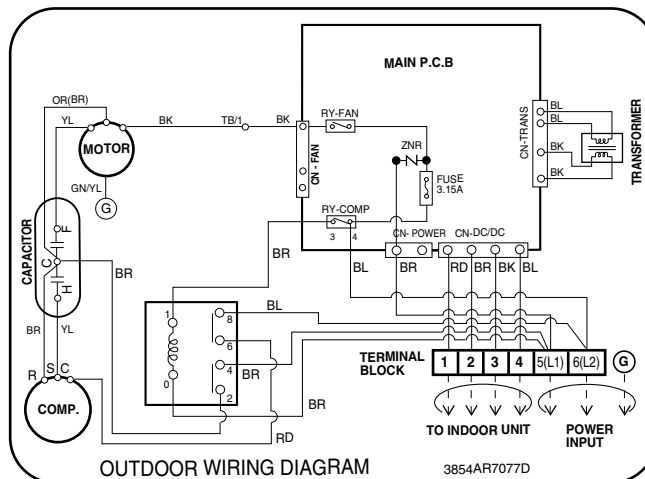 MAIN P.C.B
OR(BR)
YL
BK
TB/1
BK
RY-FAN
MOTOR
CN - FAN
ZNR
FUSE
3.15A
CN-TRANS
BL
BL
BK
BK
TRANSFORMER
GN/YL
G
RY-COMP
3 4
CN- POWER
CN-DC/DC
CAPACITOR
F
C
H
BR
BR
BL
BR
RD
BR
BK
BL
BR
YL
1
8
BL
6
4
BR
0
2
BR
RD
R
S
C
COMP.
TERMINAL
BLOCK
1
2
3
4
5(L1)
6(L2)
G
TO INDOOR UNIT
POWER
INPUT
OUTDOOR WIRING DIAGRAM
3854AR7077D